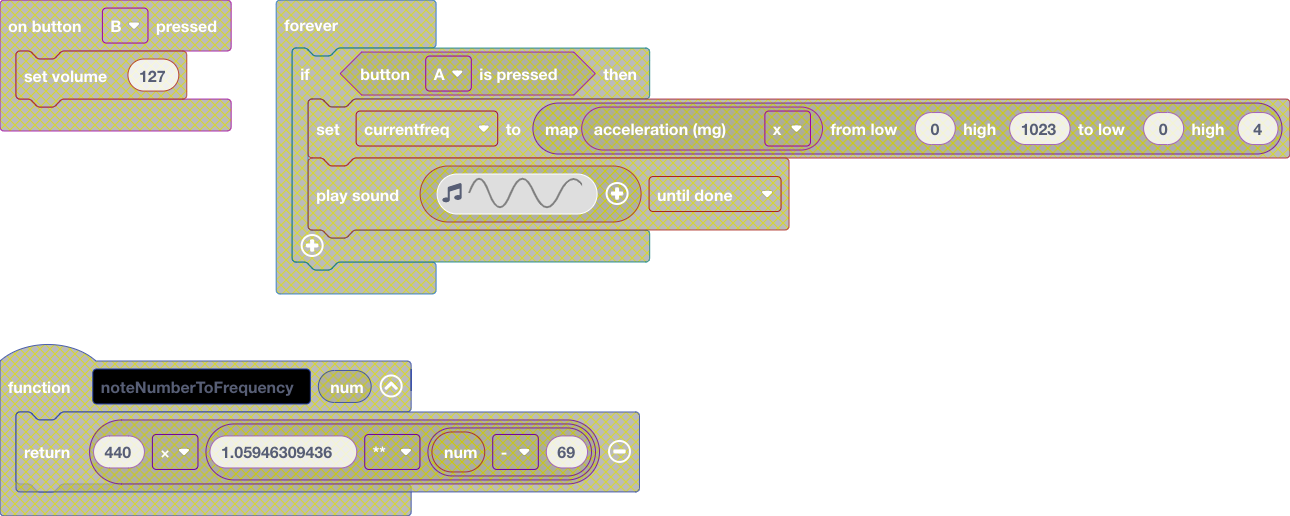 on button B pressed
set volume 127
forever
if button A is pressed then
set currentfreq to map acceleration (mg) x from low 0 high 1023 to low 0 high 4
play sound until done
function noteNumberToFrequency num
return 440 × 1.05946309436 ** num - 69